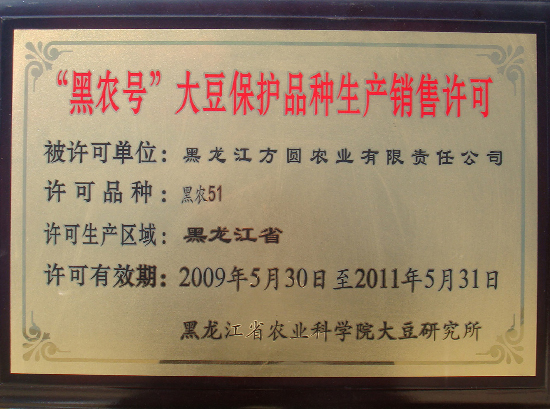 “黑农号”大豆保护品种生产销售许可
被许可单位：黑龙江方圆农业有限责任公司
许可品种：黑农51
许可生产区域：黑龙江省
许可有效期：2009年5月30日至2011年5月31日
黑龙江省农业科学院大豆研究所